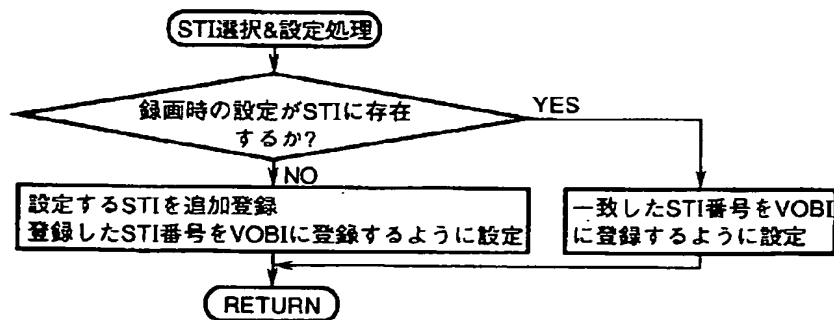 STI選択&設定処理
録画時の設定がSTIに存在
するか?
YES
NO
設定するSTIを追加登録
登録したSTI番号をVOBIに登録するように設定
一致したSTI番号をVOBI
に登録するように設定
RETURN